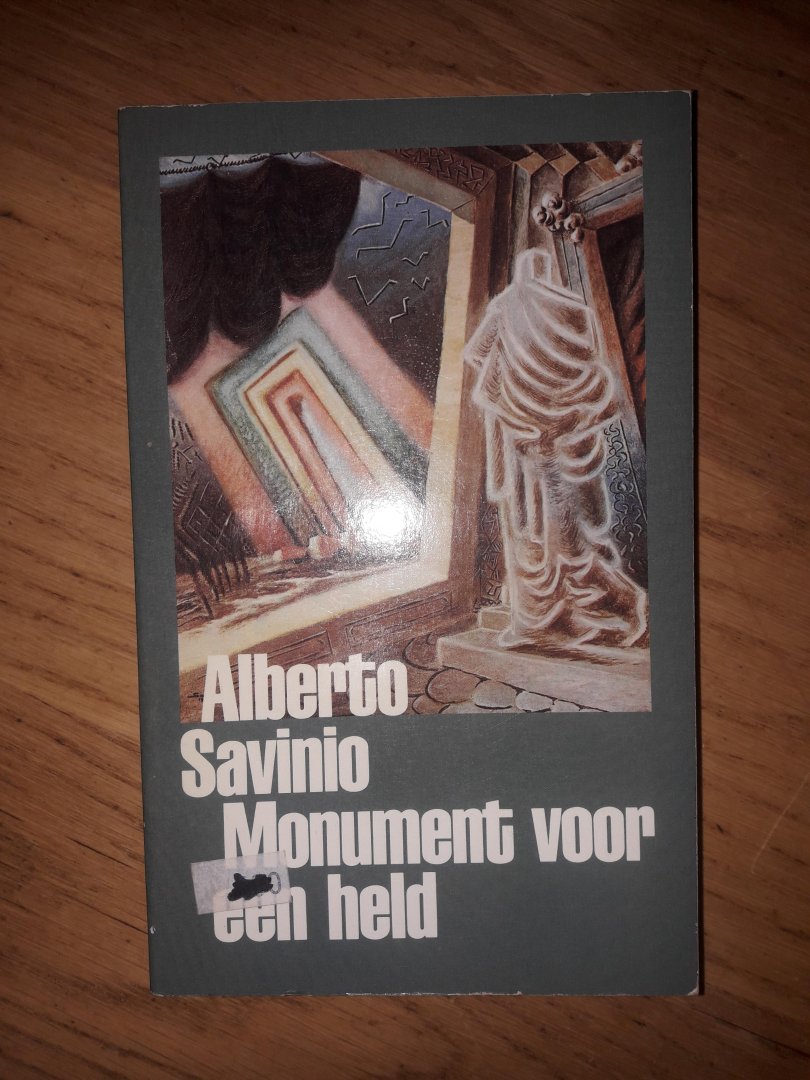 Alberto
Savinio
Monument voor
een held